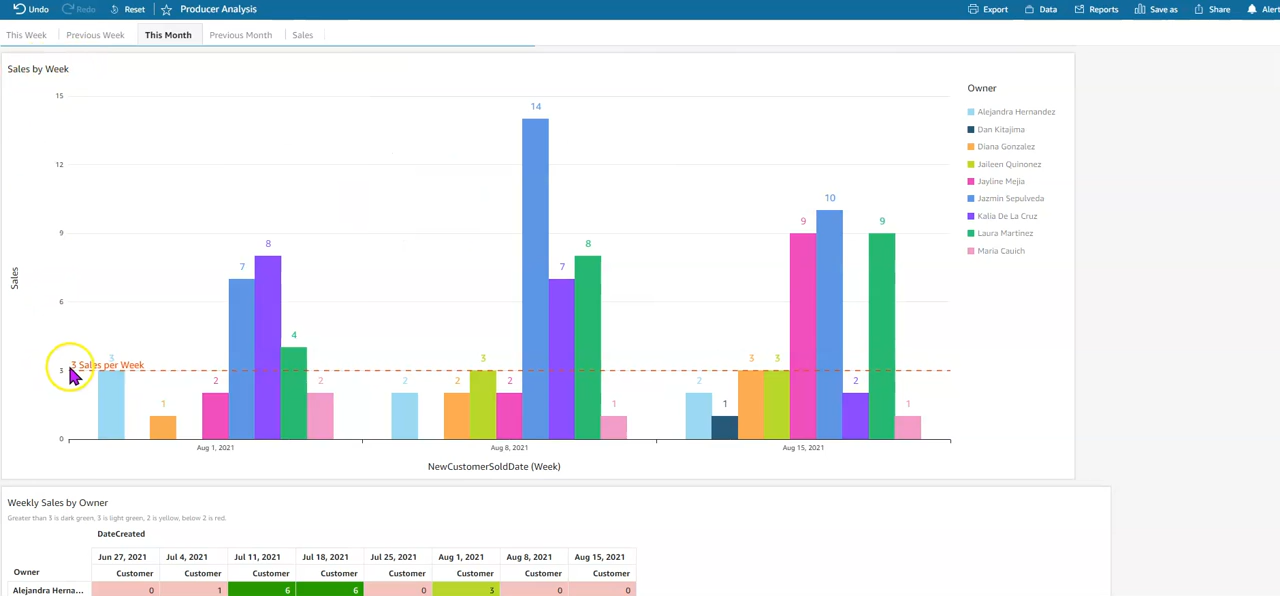 Undo Redo Reset Producer Analysis Export Data Reports Save as Share Alert
This Week Previous Week This Month Previous Month Sales
Sales by Week
Owner
Alejandra Hernandez
Dan Kitajima
Diana Gonzalez
Jaileen Quinonez
Jayline Mejia
Jazmin Sepulveda
Kalia De La Cruz
Laura Martinez
Maria Cauich
15
12
9
6
3
0
Sales
3 Sales per Week
3 1 2 7 8 4 2
2 2 3 2 14 7 8 1
2 1 3 3 9 10 2 9 1
Aug 1, 2021 Aug 8, 2021 Aug 15, 2021
NewCustomerSoldDate (Week)
Weekly Sales by Owner
Greater than 3 is dark green, 3 is light green, 2 is yellow, below 2 is red.
DateCreated
Jun 27, 2021 Jul 4, 2021 Jul 11, 2021 Jul 18, 2021 Jul 25, 2021 Aug 1, 2021 Aug 8, 2021 Aug 15, 2021
Owner Customer Customer Customer Customer Customer Customer Customer Customer
Alejandra Herna... 0 1 6 6 0 3 0 0